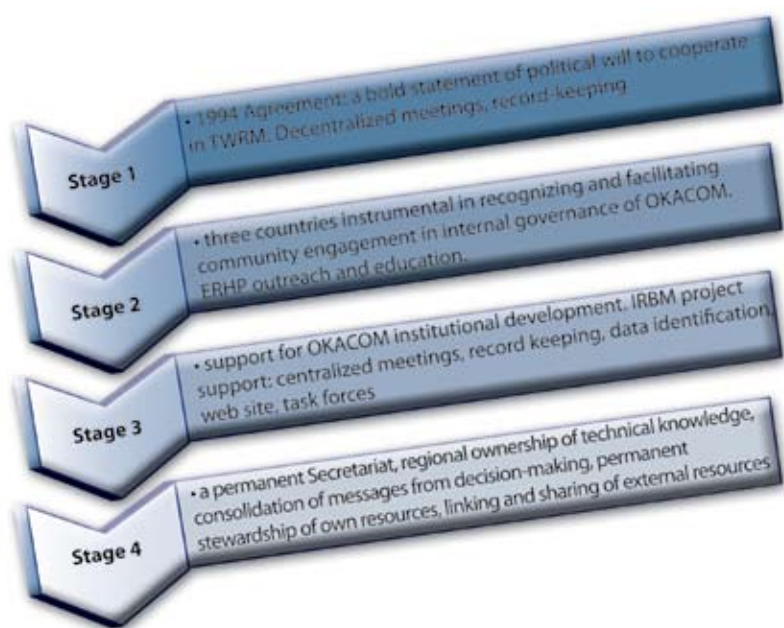 Stage 1
• 1994 Agreement: a bold statement of political will to cooperate
in TWRM. Decentralized meetings, record-keeping
Stage 2
• three countries instrumental in recognizing and facilitating
community engagement in internal governance of OKACOM.
ERHP outreach and education.
Stage 3
• support for OKACOM institutional development. IRBM project
support: centralized meetings, record keeping, data identification,
web site, task forces
Stage 4
• a permanent Secretariat, regional ownership of technical knowledge,
consolidation of messages from decision-making, permanent
stewardship of own resources, linking and sharing of external resources